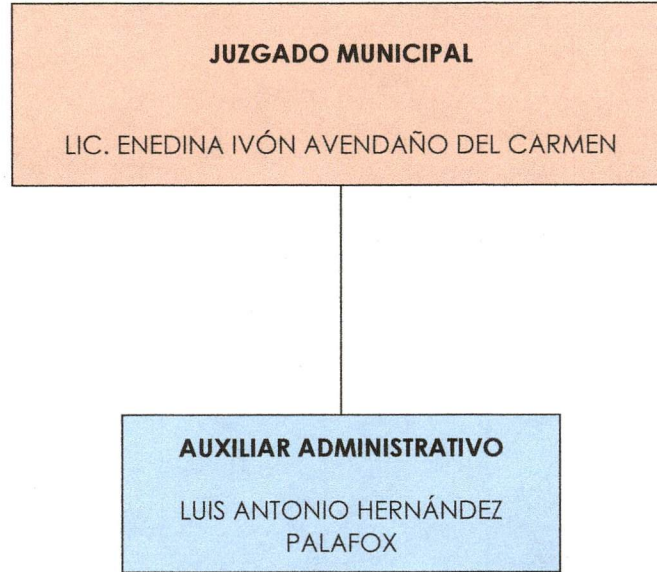 JUZGADO MUNICIPAL
LIC. ENEDINA IVÓN AVENDAÑO DEL CARMEN
AUXILIAR ADMINISTRATIVO
LUIS ANTONIO HERNÁNDEZ
PALAFOX